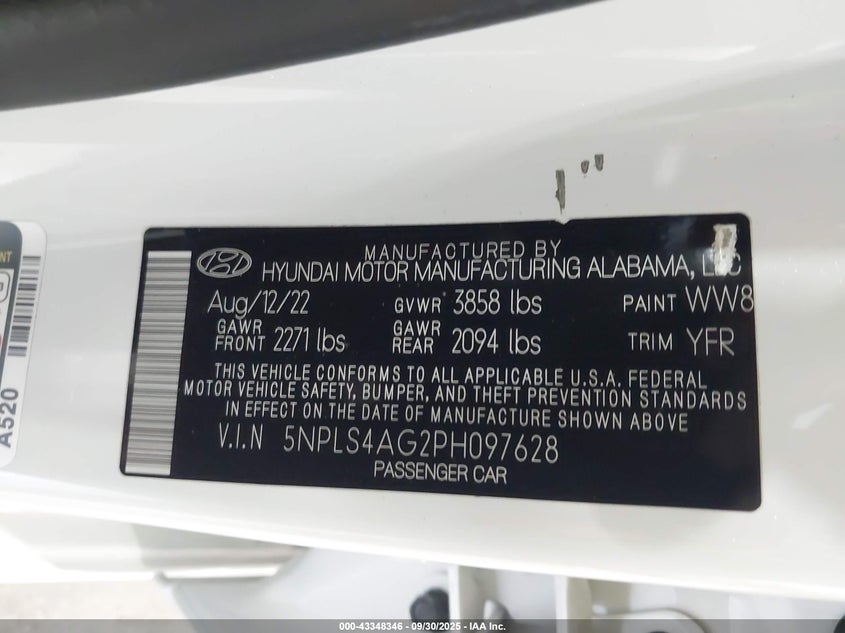 MANUFACTURED BY
HYUNDAI MOTOR MANUFACTURING ALABAMA, LLC
Aug/12/22 GVWR 3858 lbs PAINT WW8
GAWR FRONT 2271 lbs GAWR REAR 2094 lbs TRIM YFR
THIS VEHICLE CONFORMS TO ALL APPLICABLE U.S.A. FEDERAL
MOTOR VEHICLE SAFETY, BUMPER, AND THEFT PREVENTION STANDARDS
IN EFFECT ON THE DATE OF MANUFACTURE SHOWN ABOVE
V.I.N 5NPLS4AG2PH097628
PASSENGER CAR
A520
000-43348346 - 09/30/2025 - IAA Inc.